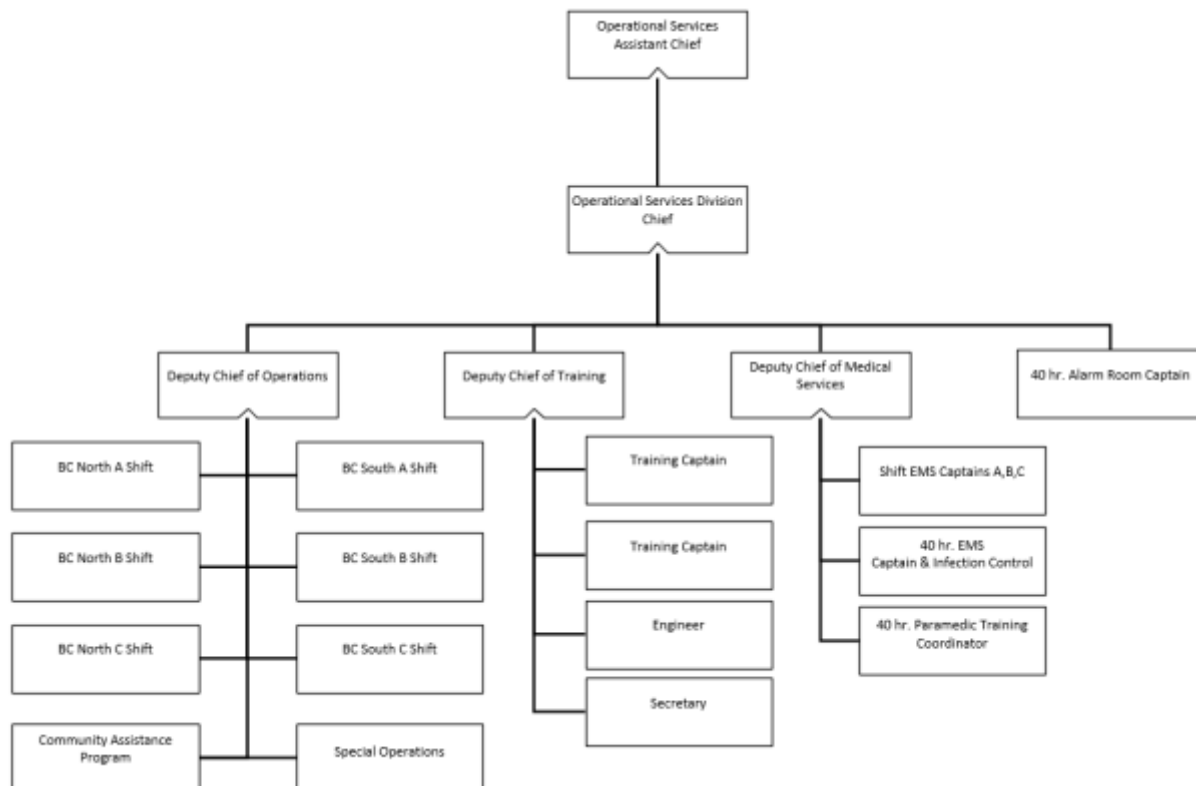 Operational Services
Assistant Chief
Operational Services Division
Chief
Deputy Chief of Operations
Deputy Chief of Training
Deputy Chief of Medical
Services
40 hr. Alarm Room Captain
BC North A Shift
BC South A Shift
Training Captain
Shift EMS Captains A,B,C
BC North B Shift
BC South B Shift
Training Captain
40 hr. EMS
Captain & Infection Control
BC North C Shift
BC South C Shift
Engineer
40 hr. Paramedic Training
Coordinator
Secretary
Community Assistance
Program
Special Operations